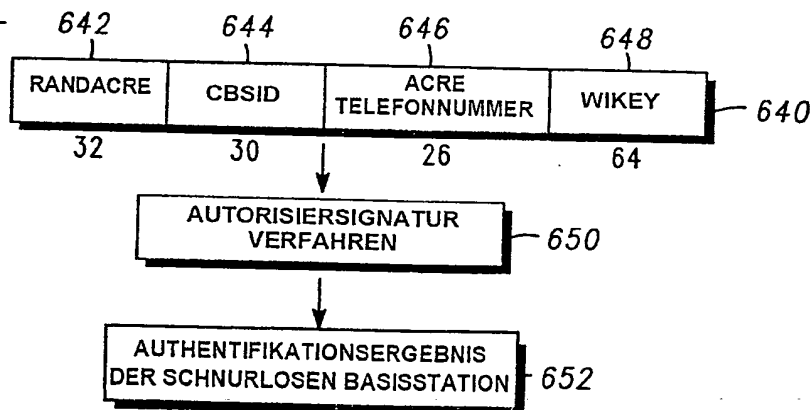 642 644 646 648
RANDACRE CBSID ACRE TELEFONNUMMER WIKEY 640
32 30 26 64
AUTORISIERSIGNATUR
VERFAHREN 650
AUTHENTIFIKATIONSERGEBNIS
DER SCHNURLOSEN BASISSTATION 652